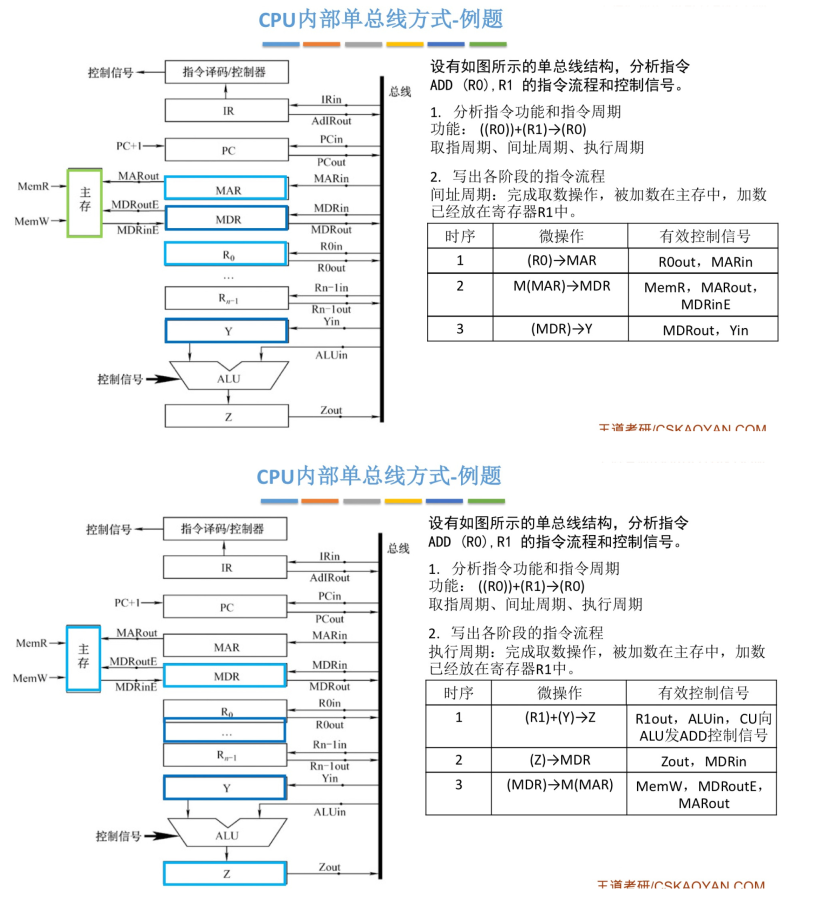 CPU内部单总线方式-例题
控制信号
指令译码/控制器
总线
IR
IRin
AdIRout
PC+1
PC
PCin
PCout
MemR
MemW
主存
MARout
MDRoutE
MDRinE
MAR
MARin
MDR
MDRin
MDRout
R0
R0in
R0out
…
Rn-1
Rn-1in
Rn-1out
Y
Yin
ALUin
控制信号
ALU
Z
Zout
设有如图所示的单总线结构，分析指令
ADD (R0),R1 的指令流程和控制信号。
1. 分析指令功能和指令周期
功能： ((R0))+(R1)→(R0)
取指周期、间址周期、执行周期
2. 写出各阶段的指令流程
间址周期：完成取数操作，被加数在主存中，加数
已经放在寄存器R1中。
时序 微操作 有效控制信号
1 (R0)→MAR R0out，MARin
2 M(MAR)→MDR MemR，MARout，
MDRinE
3 (MDR)→Y MDRout，Yin
王道考研/CSKAOYAN.COM
CPU内部单总线方式-例题
控制信号
指令译码/控制器
总线
IR
IRin
AdIRout
PC+1
PC
PCin
PCout
MemR
MemW
主存
MARout
MDRoutE
MDRinE
MAR
MARin
MDR
MDRin
MDRout
R0
R0in
R0out
…
Rn-1
Rn-1in
Rn-1out
Y
Yin
ALUin
控制信号
ALU
Z
Zout
设有如图所示的单总线结构，分析指令
ADD (R0),R1 的指令流程和控制信号。
1. 分析指令功能和指令周期
功能： ((R0))+(R1)→(R0)
取指周期、间址周期、执行周期
2. 写出各阶段的指令流程
执行周期：完成取数操作，被加数在主存中，加数
已经放在寄存器R1中。
时序 微操作 有效控制信号
1 (R1)+(Y)→Z R1out，ALUin，CU向
ALU发ADD控制信号
2 (Z)→MDR Zout，MDRin
3 (MDR)→M(MAR) MemW，MDRoutE，
MARout
王道考研/CSKAOYAN.COM